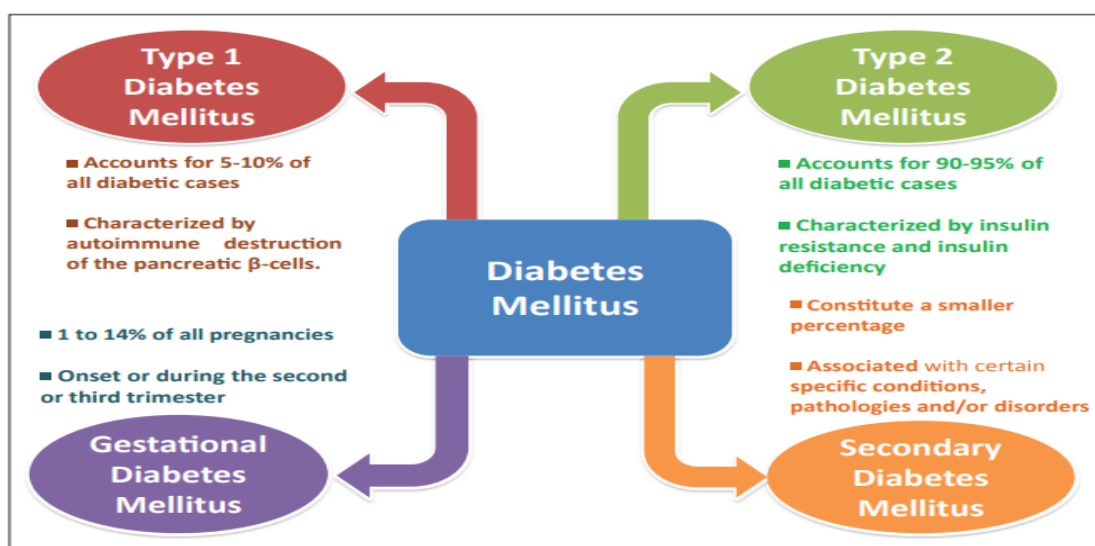 Type 1
Diabetes
Mellitus
■ Accounts for 5-10% of
all diabetic cases
■ Characterized by
autoimmune destruction
of the pancreatic β-cells.
Type 2
Diabetes
Mellitus
■ Accounts for 90-95% of
all diabetic cases
■ Characterized by insulin
resistance and insulin
deficiency
Diabetes
Mellitus
■ 1 to 14% of all pregnancies
■ Onset or during the second
or third trimester
Gestational
Diabetes
Mellitus
■ Constitute a smaller
percentage
■ Associated with certain
specific conditions,
pathologies and/or disorders
Secondary
Diabetes
Mellitus